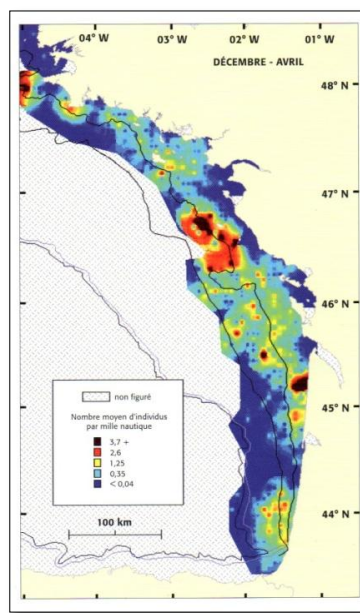 04° W 03° W 02° W 01° W
DÉCEMBRE - AVRIL
48° N
47° N
46° N
45° N
44° N
non figuré
Nombre moyen d'individus
par mille nautique
3,7 +
2,6
1,25
0,35
< 0,04
100 km